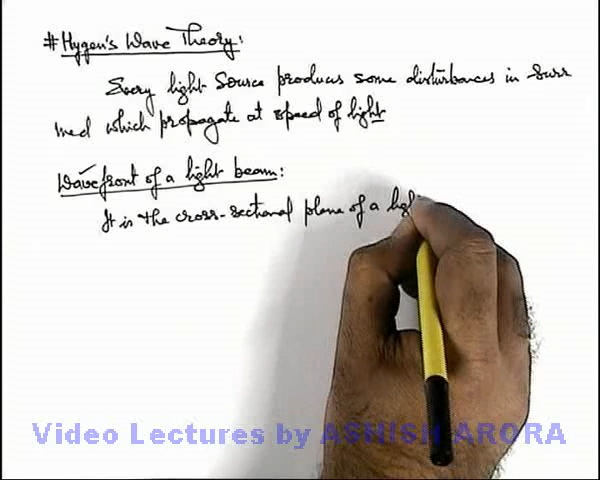 # Hygen's Wave Theory:
Every light source produces some disturbances in surr
med which propagate at speed of light
Wavefront of a light beam:
It is the cross-sectional plane of a ligh
Video Lectures by ASHISH ARORA